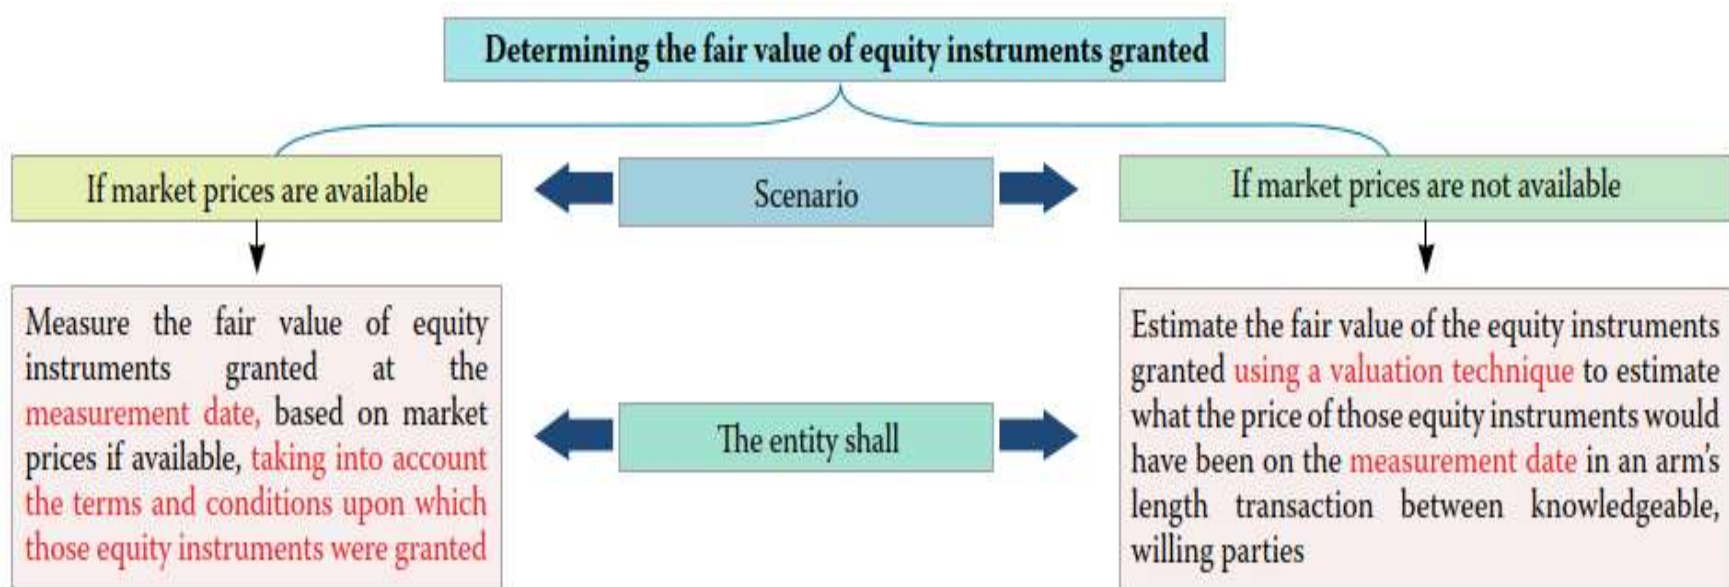 Determining the fair value of equity instruments granted
If market prices are available
Scenario
If market prices are not available
Measure the fair value of equity
instruments granted at the
measurement date, based on market
prices if available, taking into account
the terms and conditions upon which
those equity instruments were granted
The entity shall
Estimate the fair value of the equity instruments
granted using a valuation technique to estimate
what the price of those equity instruments would
have been on the measurement date in an arm's
length transaction between knowledgeable,
willing parties